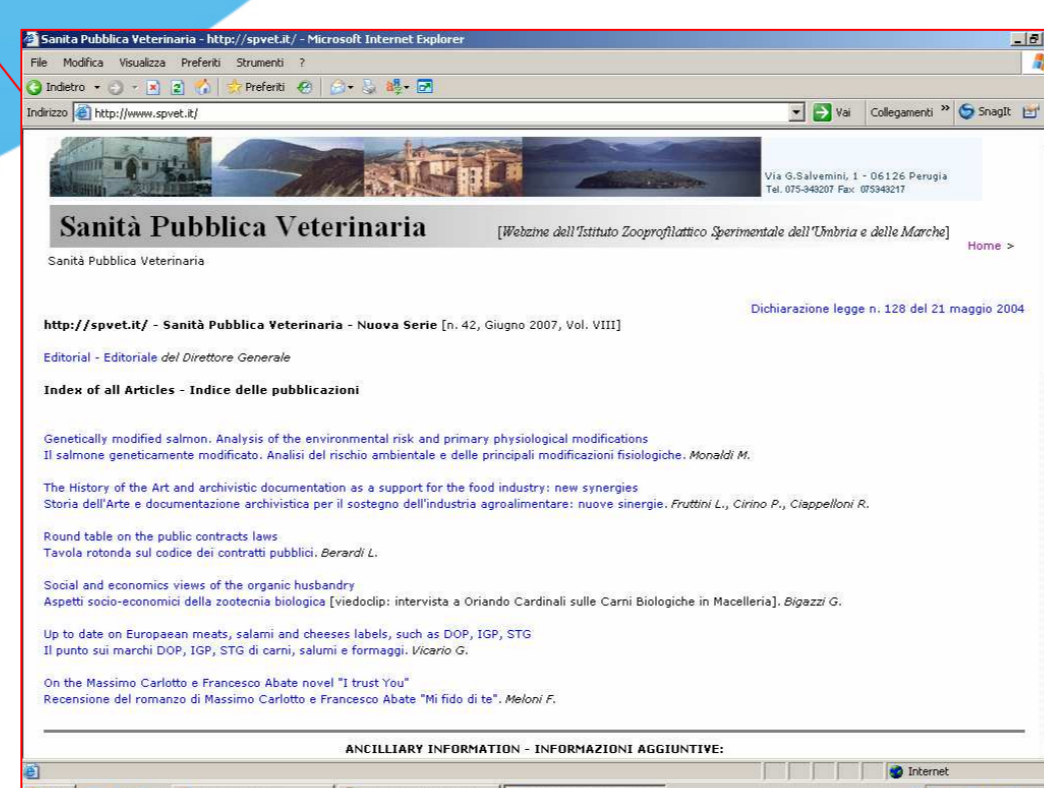 Sanita Pubblica Veterinaria - http://spvet.it/ - Microsoft Internet Explorer
File Modifica Visualizza Preferiti Strumenti ?
Indietro Preferiti
Indirizzo http://www.spvet.it/ Vai Collegamenti » SnagIt
Via G.Salvemini, 1 - 06126 Perugia
Tel. 075-343207 Fax 075343217
Sanità Pubblica Veterinaria [Webzine dell'Istituto Zooprofilattico Sperimentale dell'Umbria e delle Marche]
Home >
Sanità Pubblica Veterinaria
Dichiarazione legge n. 128 del 21 maggio 2004
http://spvet.it/ - Sanità Pubblica Veterinaria - Nuova Serie [n. 42, Giugno 2007, Vol. VIII]
Editorial - Editoriale del Direttore Generale
Index of all Articles - Indice delle pubblicazioni
Genetically modified salmon. Analysis of the environmental risk and primary physiological modifications
Il salmone geneticamente modificato. Analisi del rischio ambientale e delle principali modificazioni fisiologiche. Monaldi M.
The History of the Art and archivistic documentation as a support for the food industry: new synergies
Storia dell'Arte e documentazione archivistica per il sostegno dell'industria agroalimentare: nuove sinergie. Fruttini L., Cirino P., Ciappelloni R.
Round table on the public contracts laws
Tavola rotonda sul codice dei contratti pubblici. Berardi L.
Social and economics views of the organic husbandry
Aspetti socio-economici della zootecnia biologica [viedoclip: intervista a Oriando Cardinali sulle Carni Biologiche in Macelleria]. Bigazzi G.
Up to date on Europaean meats, salami and cheeses labels, such as DOP, IGP, STG
Il punto sui marchi DOP, IGP, STG di carni, salumi e formaggi. Vicario G.
On the Massimo Carlotto e Francesco Abate novel "I trust You"
Recensione del romanzo di Massimo Carlotto e Francesco Abate "Mi fido di te". Meloni F.
ANCILLIARY INFORMATION - INFORMAZIONI AGGIUNTIVE:
Internet